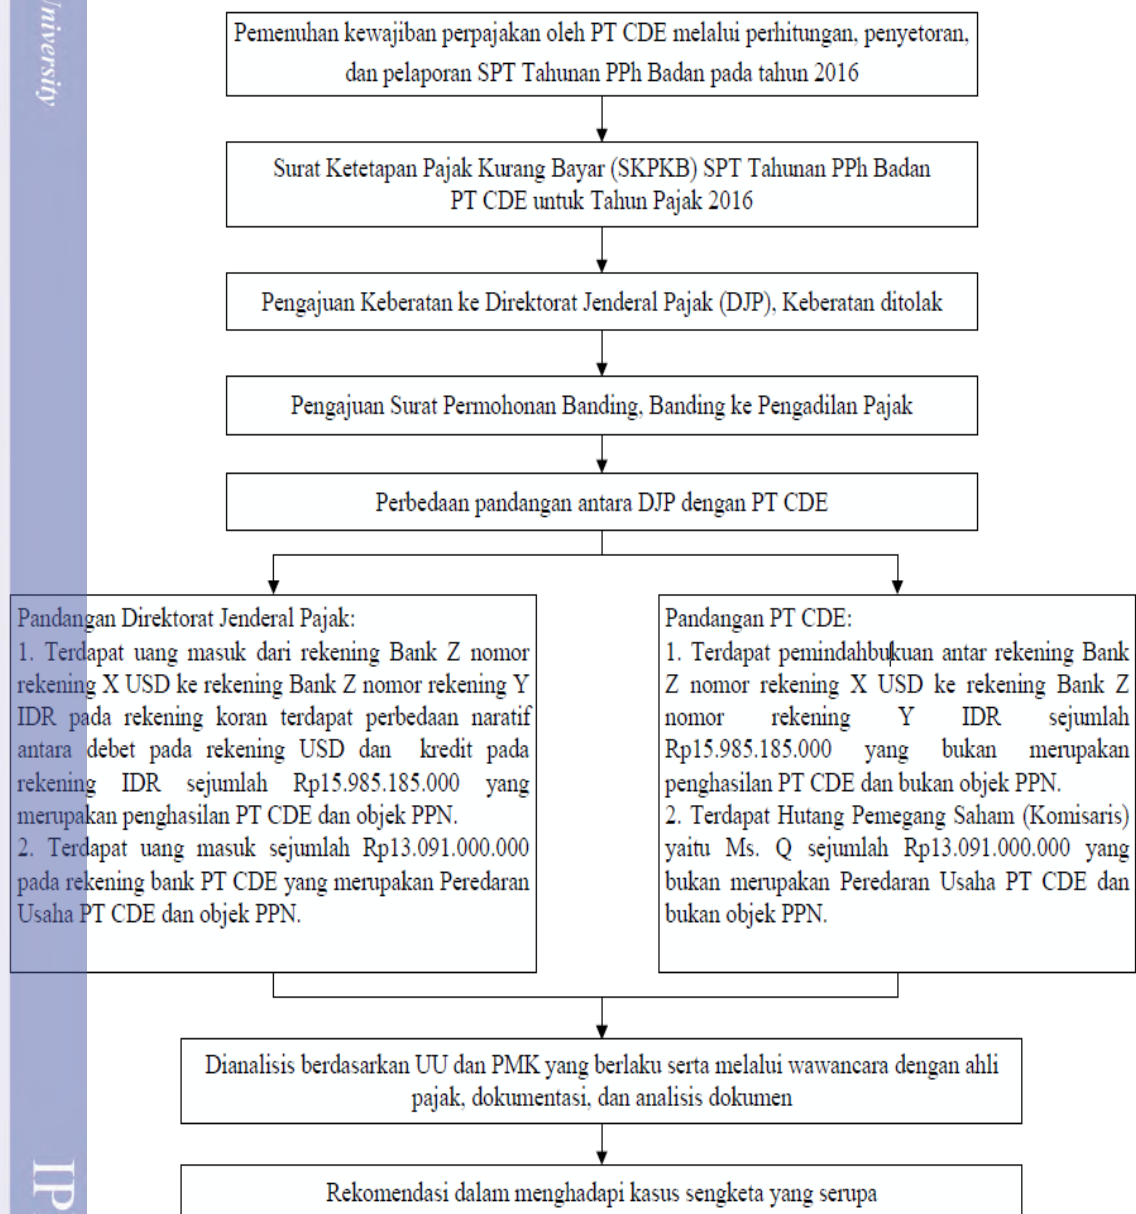 University
Pemenuhan kewajiban perpajakan oleh PT CDE melalui perhitungan, penyetoran,
dan pelaporan SPT Tahunan PPh Badan pada tahun 2016
Surat Ketetapan Pajak Kurang Bayar (SKPKB) SPT Tahunan PPh Badan
PT CDE untuk Tahun Pajak 2016
Pengajuan Keberatan ke Direktorat Jenderal Pajak (DJP), Keberatan ditolak
Pengajuan Surat Permohonan Banding, Banding ke Pengadilan Pajak
Perbedaan pandangan antara DJP dengan PT CDE
Pandangan Direktorat Jenderal Pajak:
1. Terdapat uang masuk dari rekening Bank Z nomor
rekening X USD ke rekening Bank Z nomor rekening Y
IDR pada rekening koran terdapat perbedaan naratif
antara debet pada rekening USD dan kredit pada
rekening IDR sejumlah Rp15.985.185.000 yang
merupakan penghasilan PT CDE dan objek PPN.
2. Terdapat uang masuk sejumlah Rp13.091.000.000
pada rekening bank PT CDE yang merupakan Peredaran
Usaha PT CDE dan objek PPN.
Pandangan PT CDE:
1. Terdapat pemindahbukuan antar rekening Bank
Z nomor rekening X USD ke rekening Bank Z
nomor rekening Y IDR sejumlah
Rp15.985.185.000 yang bukan merupakan
penghasilan PT CDE dan bukan objek PPN.
2. Terdapat Hutang Pemegang Saham (Komisaris)
yaitu Ms. Q sejumlah Rp13.091.000.000 yang
bukan merupakan Peredaran Usaha PT CDE dan
bukan objek PPN.
Dianalisis berdasarkan UU dan PMK yang berlaku serta melalui wawancara dengan ahli
pajak, dokumentasi, dan analisis dokumen
Rekomendasi dalam menghadapi kasus sengketa yang serupa
IP